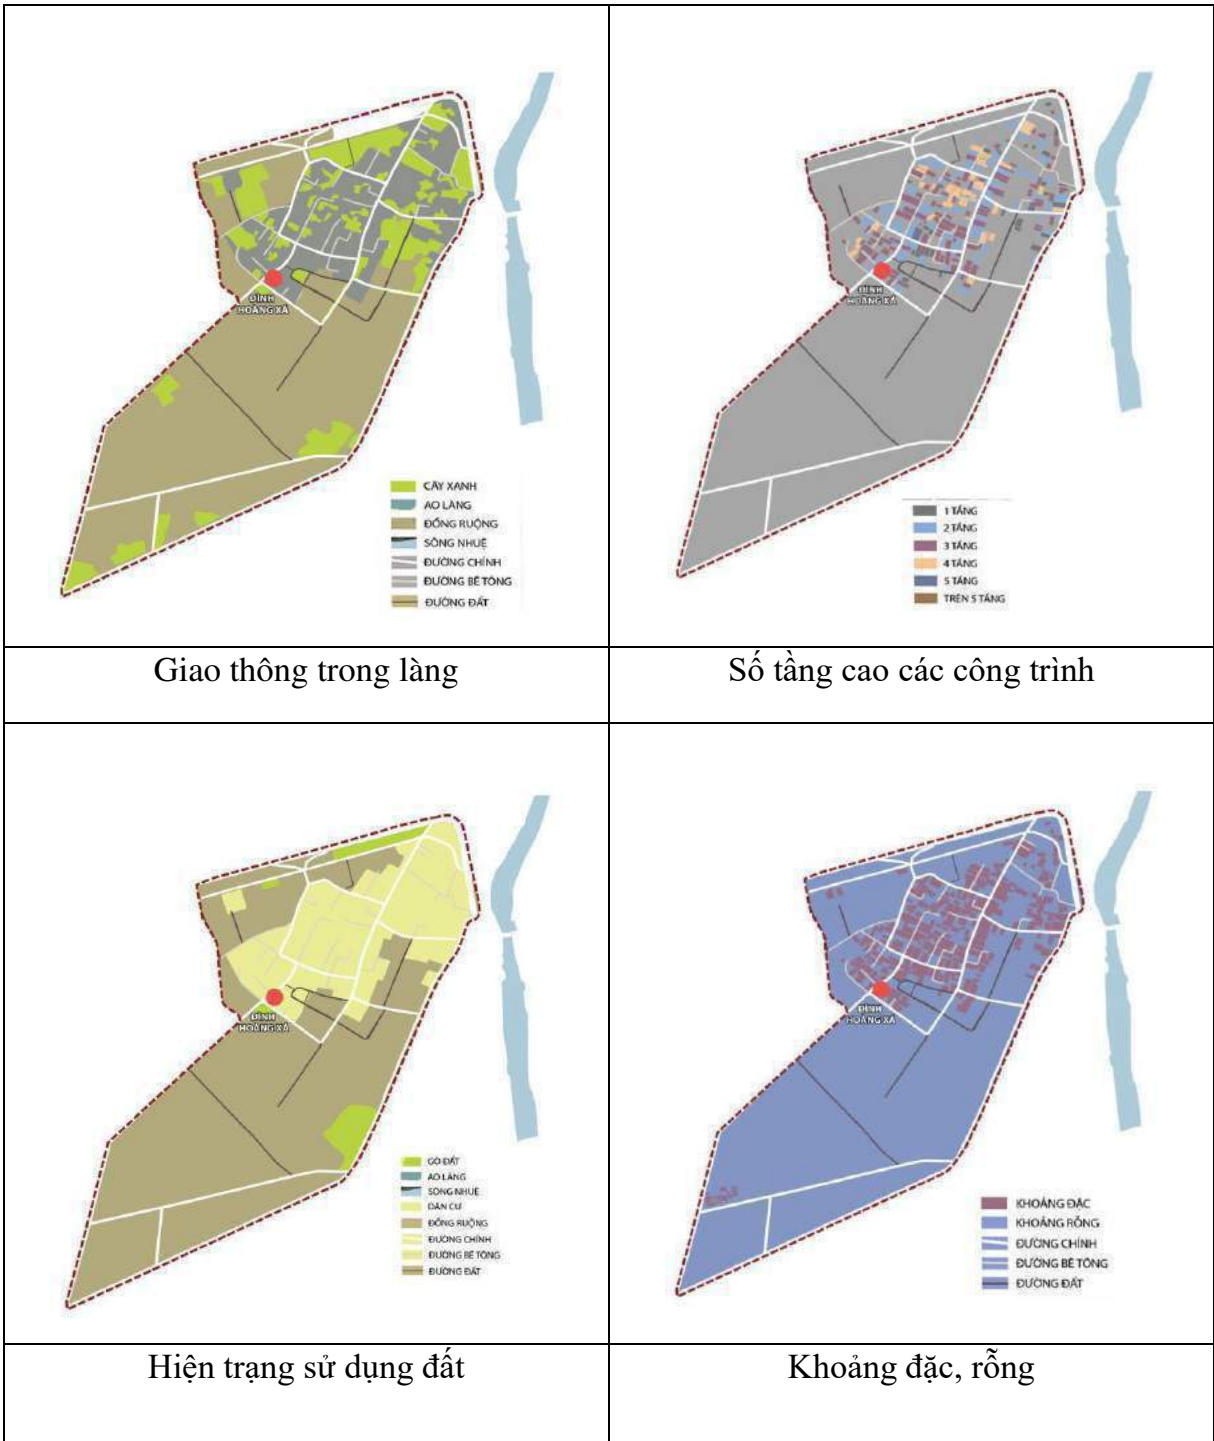 ĐÌNH
HOÀNG XÁ
CÂY XANH
AO LÀNG
ĐỒNG RUỘNG
SÔNG NHUỆ
ĐƯỜNG CHÍNH
ĐƯỜNG BÊ TÔNG
ĐƯỜNG ĐẤT
ĐÌNH
HOÀNG XÁ
1 TẦNG
2 TẦNG
3 TẦNG
4 TẦNG
5 TẦNG
TRÊN 5 TẦNG
Giao thông trong làng
Số tầng cao các công trình
ĐÌNH
HOÀNG XÁ
GÒ ĐẤT
AO LÀNG
SÔNG NHUỆ
DÂN CƯ
ĐỒNG RUỘNG
ĐƯỜNG CHÍNH
ĐƯỜNG BÊ TÔNG
ĐƯỜNG ĐẤT
ĐÌNH
HOÀNG XÁ
KHOẢNG ĐẶC
KHOẢNG RỖNG
ĐƯỜNG CHÍNH
ĐƯỜNG BÊ TÔNG
ĐƯỜNG ĐẤT
Hiện trạng sử dụng đất
Khoảng đặc, rỗng